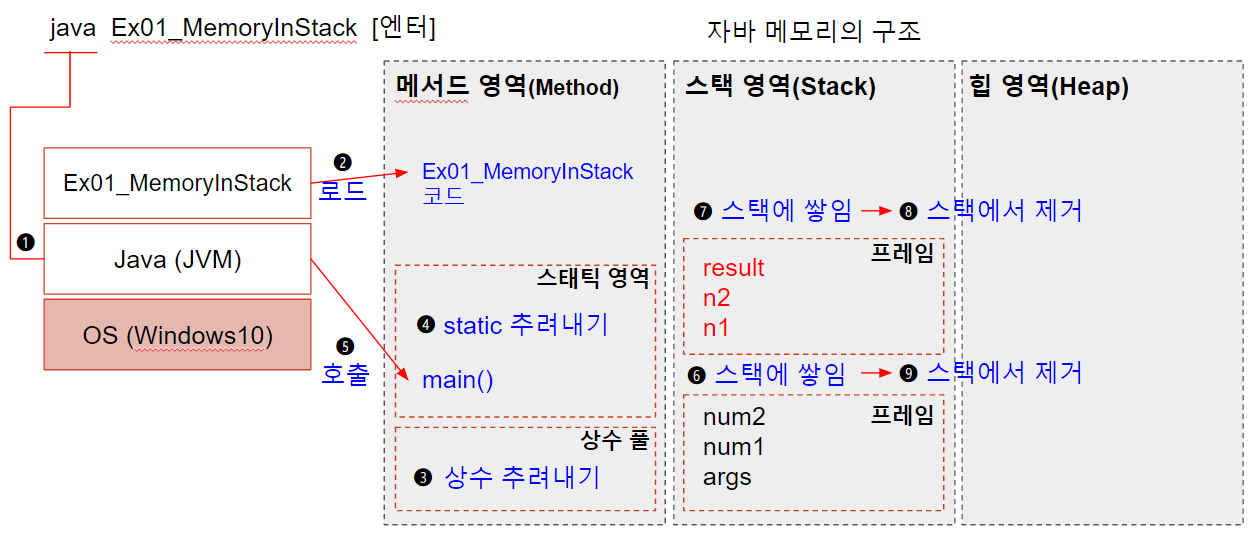 java Ex01_MemoryInStack [엔터]
자바 메모리의 구조
메서드 영역(Method)
스택 영역(Stack)
힙 영역(Heap)
Ex01_MemoryInStack
❷
로드
Ex01_MemoryInStack
코드
❼ 스택에 쌓임
❽ 스택에서 제거
❶
Java (JVM)
OS (Windows10)
스태틱 영역
❹ static 추려내기
❺
호출
main()
프레임
result
n2
n1
❻ 스택에 쌓임
❾ 스택에서 제거
상수 풀
❸ 상수 추려내기
프레임
num2
num1
args